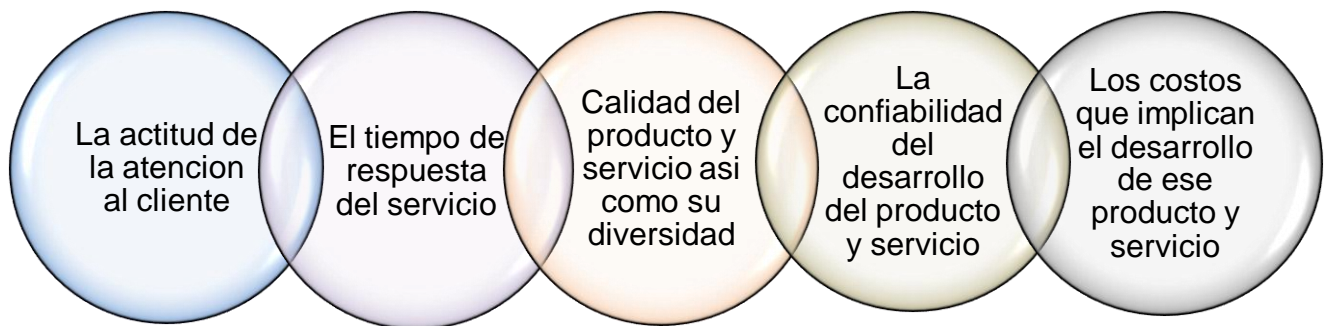 La actitud de
la atencion
al cliente
El tiempo de
respuesta
del servicio
Calidad del
producto y
servicio asi
como su
diversidad
La
confiabilidad
del
desarrollo
del producto
y servicio
Los costos
que implican
el desarrollo
de ese
producto y
servicio